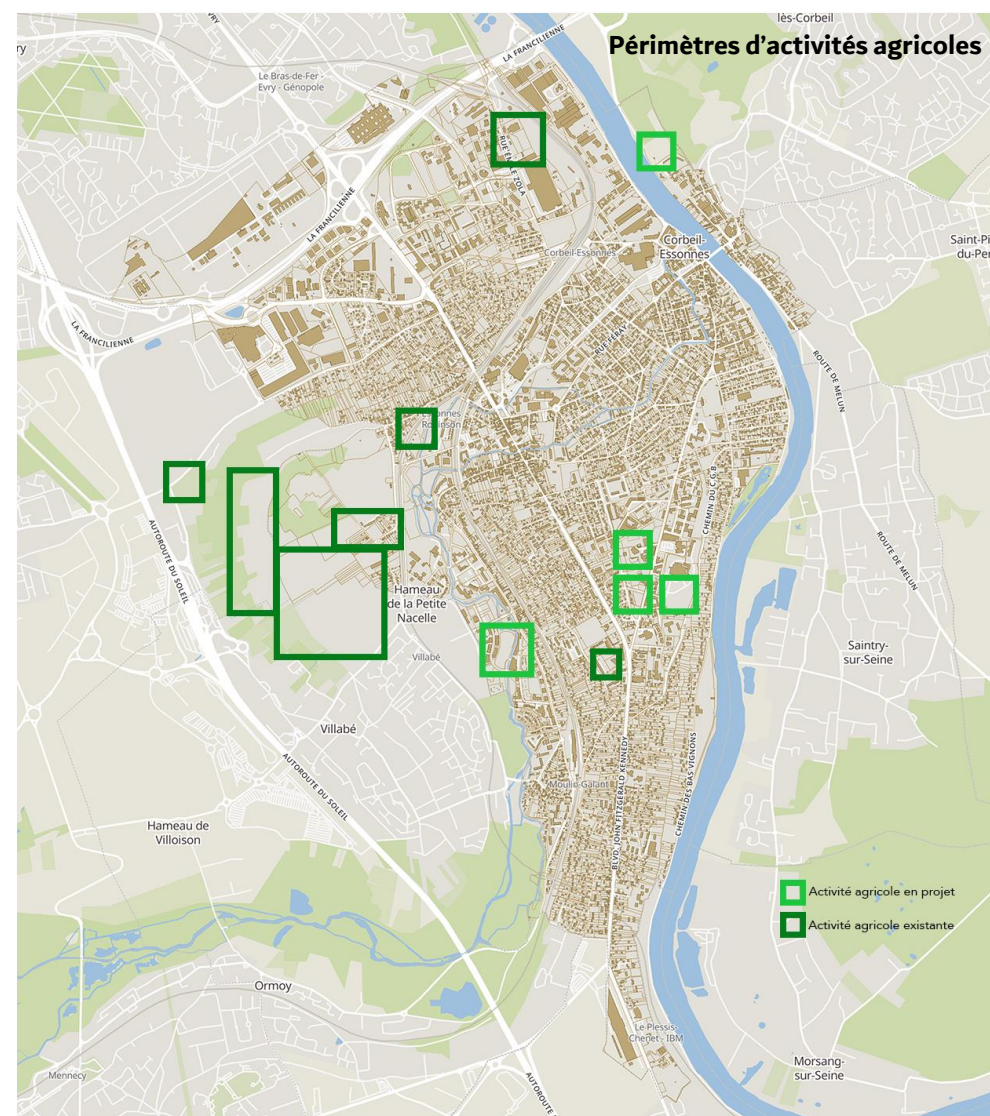 lès-Corbeil
Périmètres d'activités agricoles
ry
LA FRANCILIENNE
Le Bras-de-Fer -
Evry - Génopole
RUE
ZOLA
LA FRANCILIENNE
Corbeil-Essonnes
Corbeil-
Essonnes
Saint-Pi
du-Per
LA FRANCILIENNE
RUE FERAY
ROUTE DE MELUN
Robinson
CHEMIN DU C.C.B.
AUTOROUTE DU SOLEIL
ROUTE DE MELUN
Hameau
de la Petite
Nacelle
Villabé
Saintry-
sur-Seine
Villabé
AUTOROUTE DU SOLEIL
Moulin-Galant
BLVD JOHN FITZGERALD KENNEDY
CHEMIN DES BAS VIGNONS
Hameau de
Villoison
Activité agricole en projet
Activité agricole existante
Ormoy
Le Plessis-
Chenet - IBM
Mennecy
AUTOROUTE
Morsang-
sur-Seine